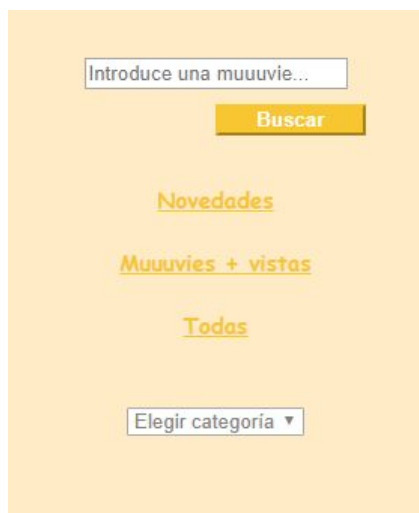 Introduce una muuuvie...
Buscar
Novedades
Muuuvies + vistas
Todas
Elegir categoría ▼